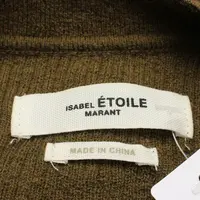 ISABEL ÉTOILE
MARANT
MADE IN CHINA